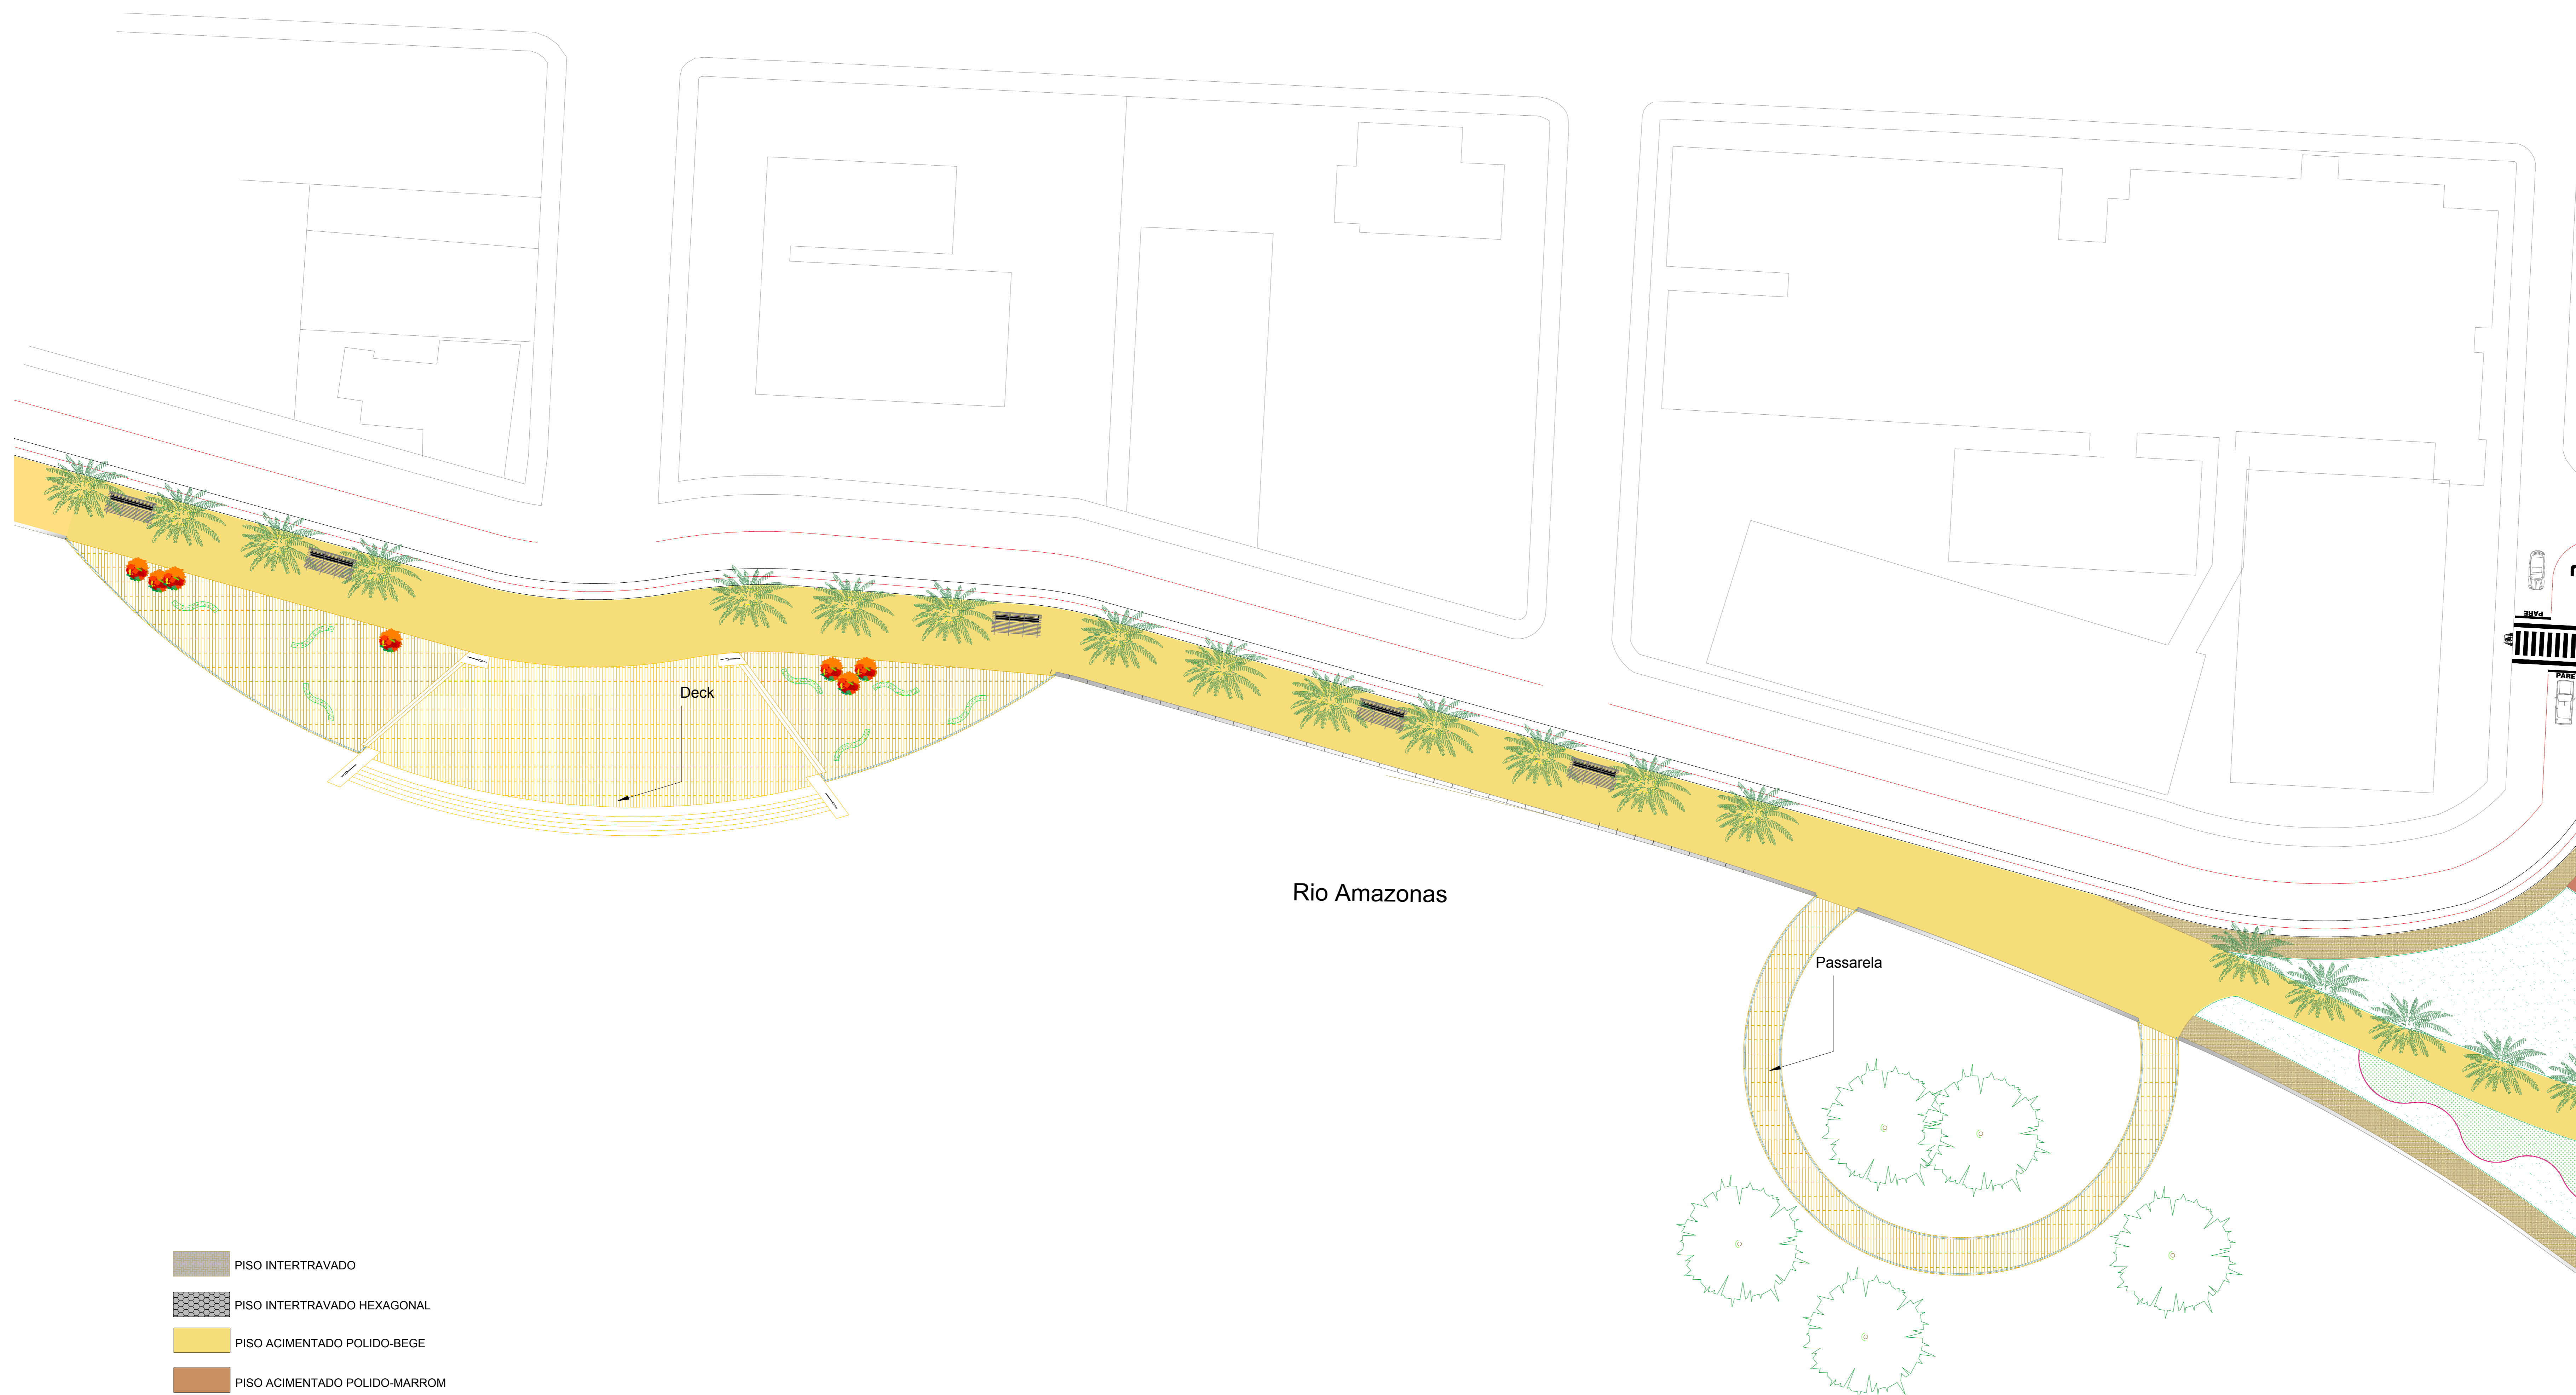 PARE
PARE
Deck
Rio Amazonas
Passarela
PISO INTERTRAVADO
PISO INTERTRAVADO HEXAGONAL
PISO ACIMENTADO POLIDO-BEGE
PISO ACIMENTADO POLIDO-MARROM